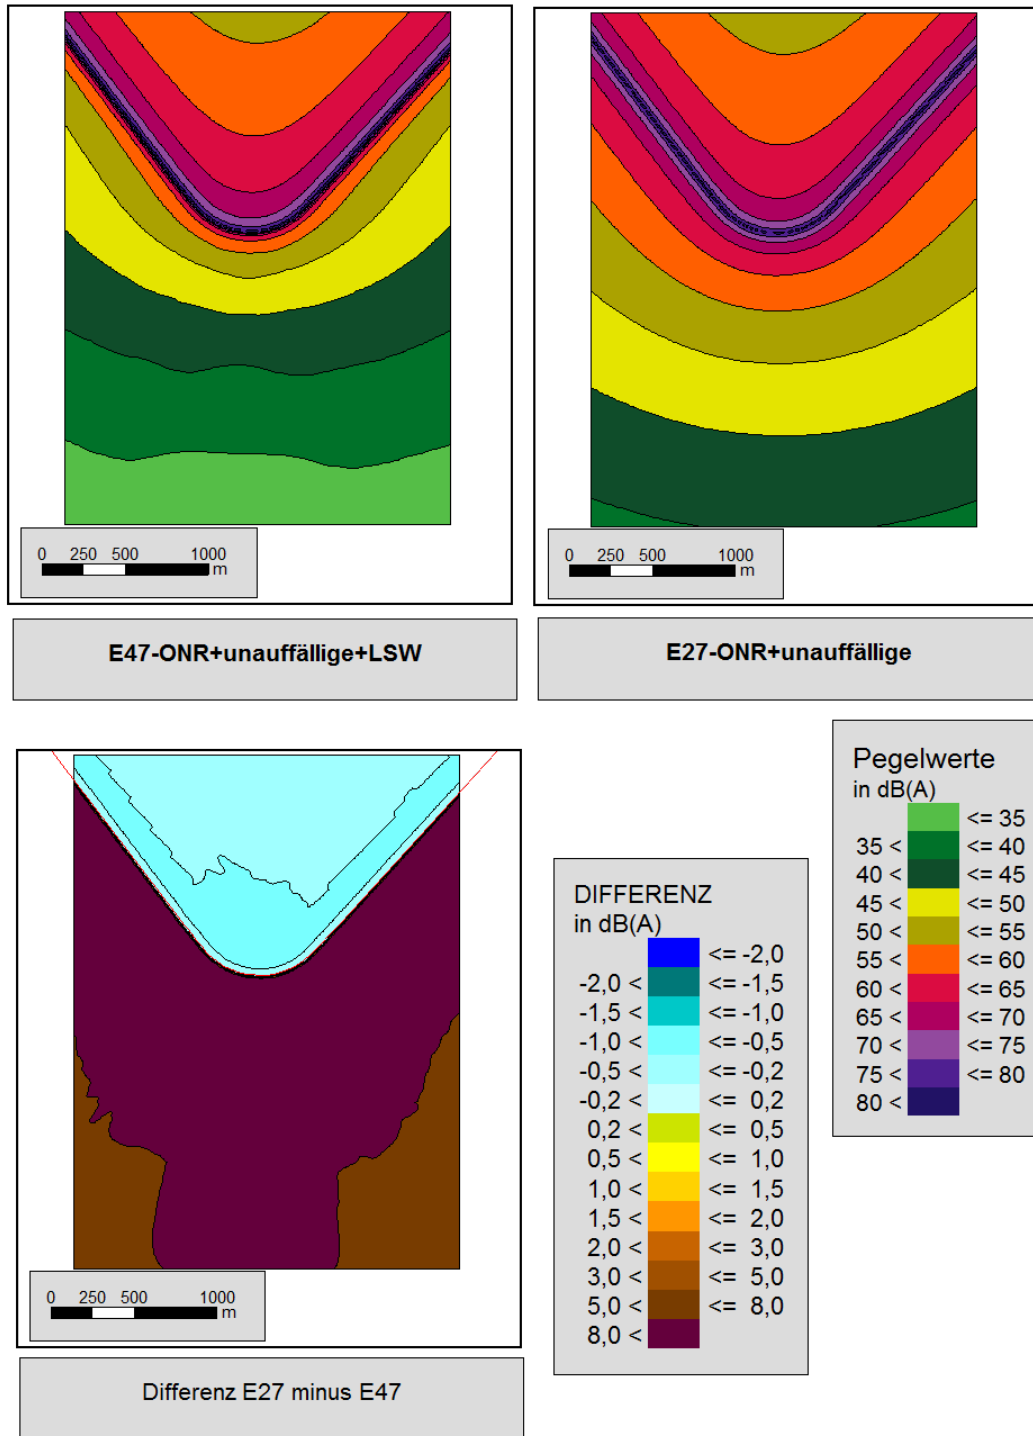 0 250 500 1000
m
0 250 500 1000
m
E47-ONR+unauffällige+LSW
E27-ONR+unauffällige
Pegelwerte
in dB(A)
<= 35
35 < <= 40
40 < <= 45
45 < <= 50
50 < <= 55
55 < <= 60
60 < <= 65
65 < <= 70
70 < <= 75
75 < <= 80
80 <
DIFFERENZ
in dB(A)
<= -2,0
-2,0 < <= -1,5
-1,5 < <= -1,0
-1,0 < <= -0,5
-0,5 < <= -0,2
-0,2 < <= 0,2
0,2 < <= 0,5
0,5 < <= 1,0
1,0 < <= 1,5
1,5 < <= 2,0
2,0 < <= 3,0
3,0 < <= 5,0
5,0 < <= 8,0
8,0 <
0 250 500 1000
m
Differenz E27 minus E47